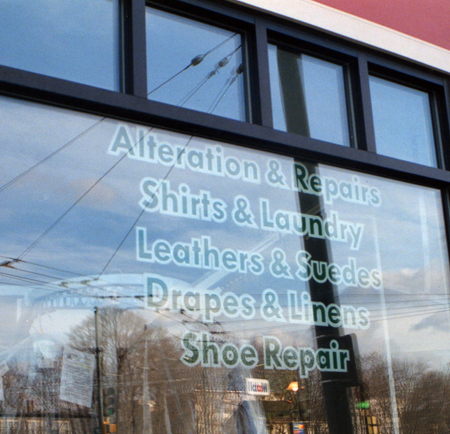 Alteration & Repairs
Shirts & Laundry
Leathers & Suedes
Drapes & Linens
Shoe Repair